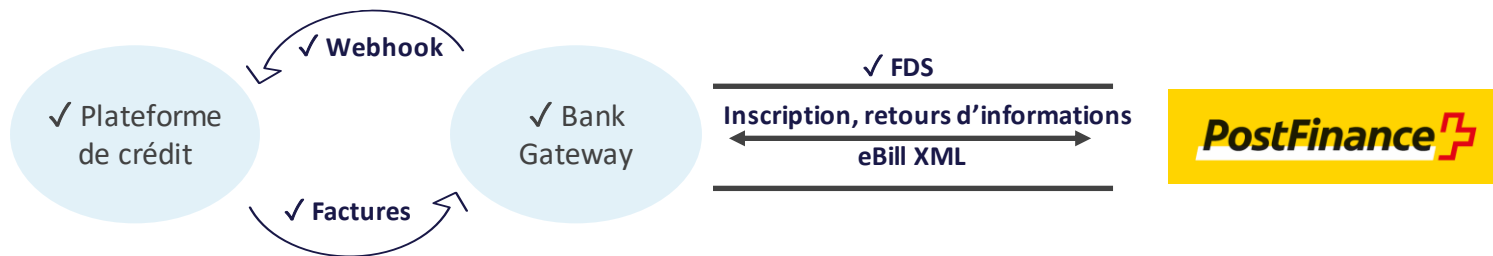 ✓ Webhook
✓ Plateforme
de crédit
✓ Bank
Gateway
✓ Factures
✓ FDS
Inscription, retours d’informations
eBill XML
PostFinance